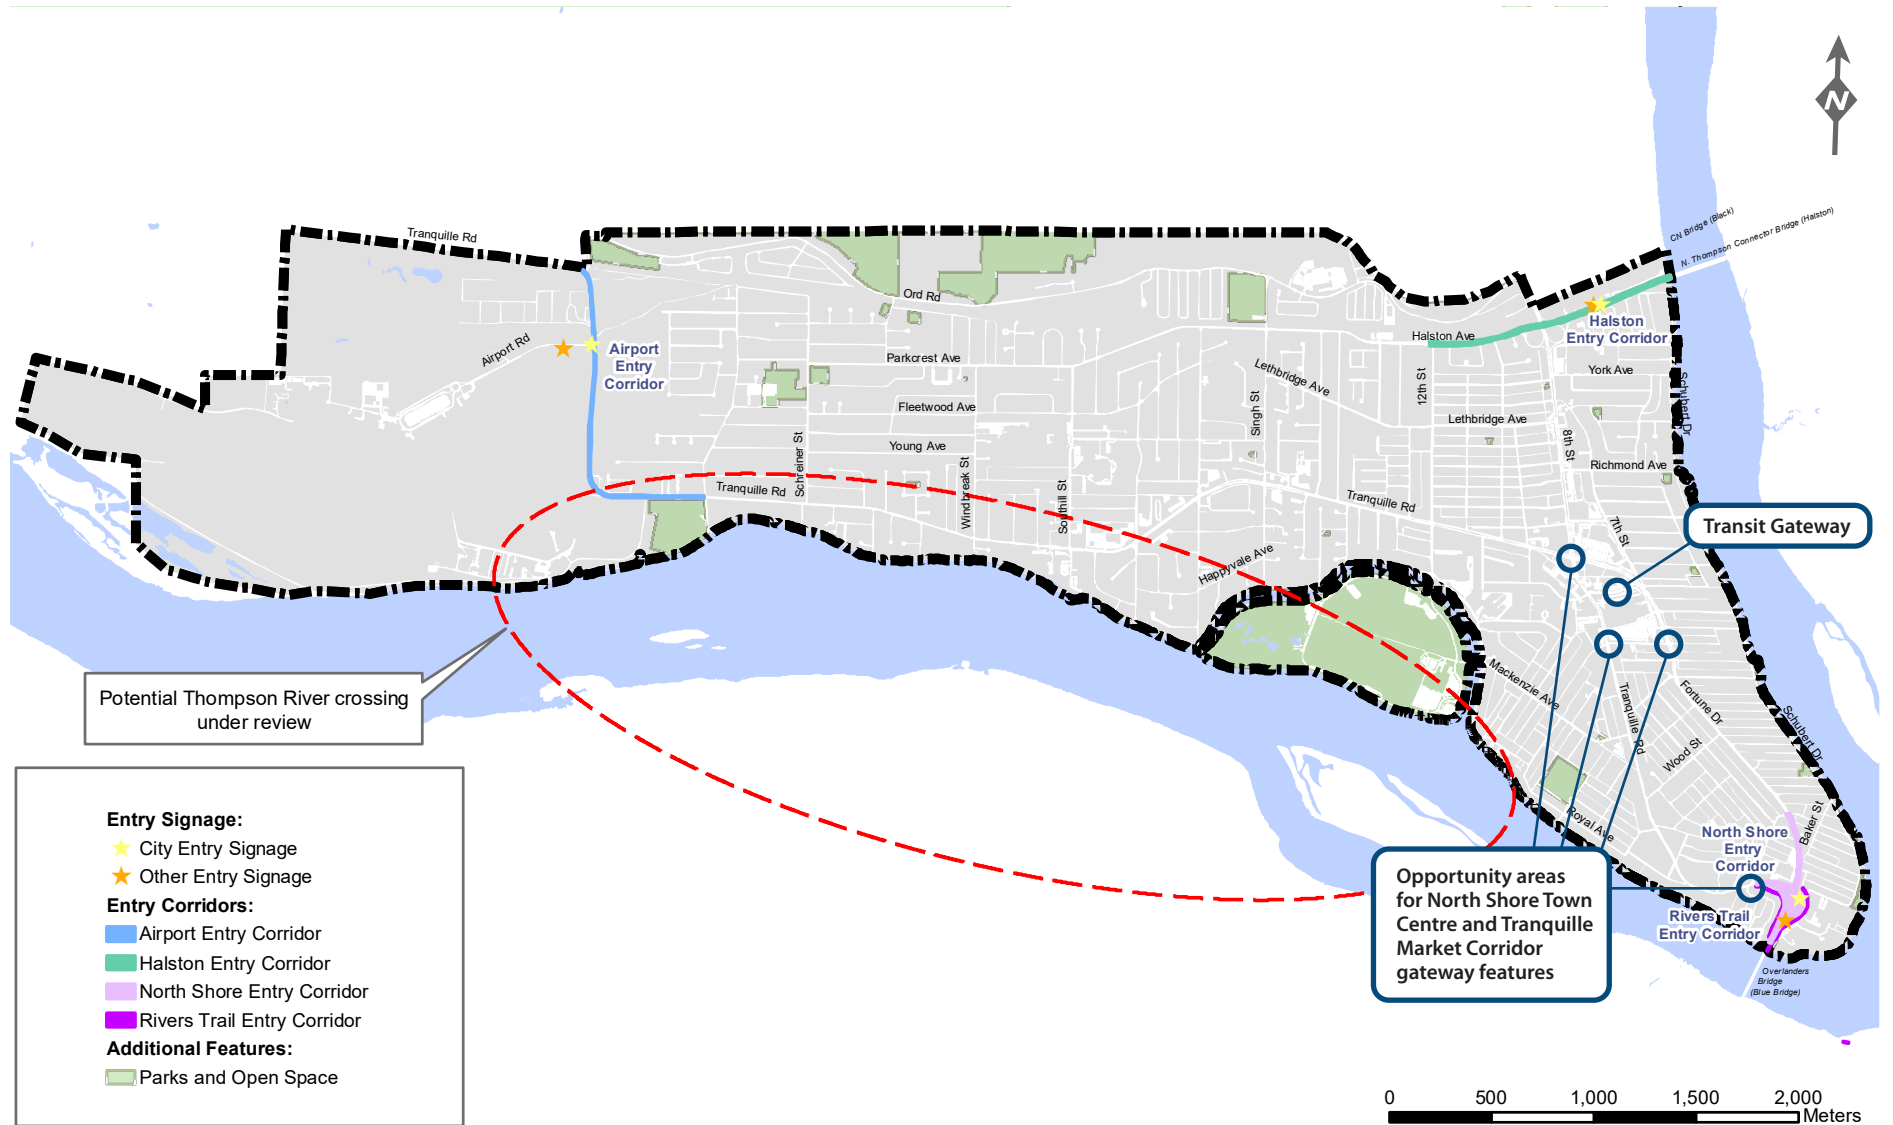 N
CN Bridge (Black)
N. Thompson Connector Bridge (Halston)
Tranquille Rd
Ord Rd
Halston Ave
Halston
Entry Corridor
Airport Rd
Airport
Entry
Corridor
Parkcrest Ave
Lethbridge Ave
12th St
York Ave
Schubert Dr
Fleetwood Ave
Singh St
Lethbridge Ave
8th St
Young Ave
Schreiner St
Windbreak St
Southill St
Richmond Ave
Tranquille Rd
Tranquille Rd
7th St
Transit Gateway
Happyvale Ave
Mackenzie Ave
Tranquille Rd
Fortune Dr
Schubert Dr
Wood St
Potential Thompson River crossing
under review
Royal Ave
Baker St
North Shore
Entry
Corridor
Rivers Trail
Entry Corridor
Overlanders
Bridge
(Blue Bridge)
Opportunity areas
for North Shore Town
Centre and Tranquille
Market Corridor
gateway features
Entry Signage:
City Entry Signage
Other Entry Signage
Entry Corridors:
Airport Entry Corridor
Halston Entry Corridor
North Shore Entry Corridor
Rivers Trail Entry Corridor
Additional Features:
Parks and Open Space
0 500 1,000 1,500 2,000
Meters